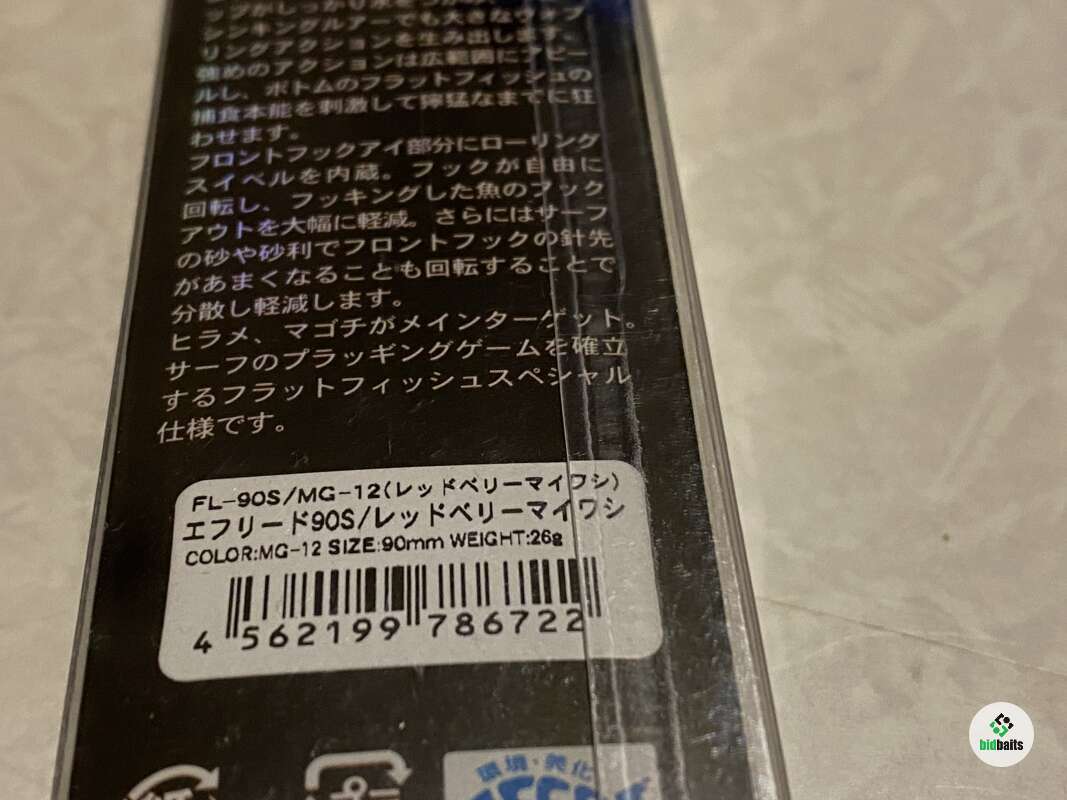 ップがしっかり水を
シンキングルアーでも大きなウォブ
リングアクションを生み出します。
強めのアクションは広範囲にアピー
ルし、ボトムのフラットフィッシュの
捕食本能を刺激して獰猛なまでに狂
わせます。
フロントフックアイ部分にローリング
スイベルを内蔵。フックが自由に
回転し、フッキングした魚のフック
アウトを大幅に軽減。さらにはサーフ
の砂や砂利でフロントフックの針先
があまくなることも回転することで
分散し軽減します。
ヒラメ、マゴチがメインターゲット。
サーフのプラッギングゲームを確立
するフラットフィッシュスペシャル
仕様です。
FL-90S/MG-12(レッドベリーマイワシ)
エフリード90S/レッドベリーマイワシ
COLOR:MG-12 SIZE:90mm WEIGHT:26g
4 562199 786722
環境・美化
bidbaits